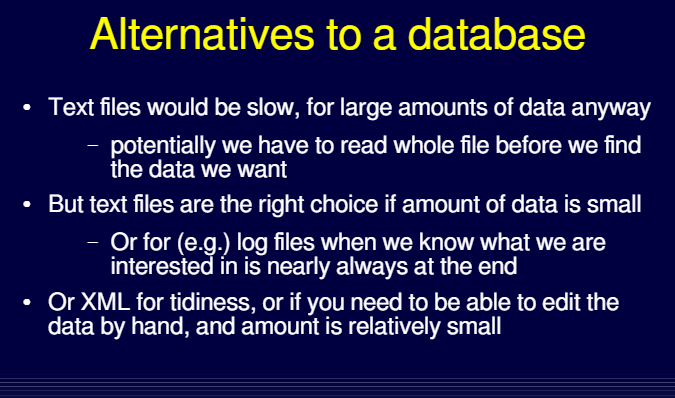 Alternatives to a database
• Text files would be slow, for large amounts of data anyway
– potentially we have to read whole file before we find
the data we want
• But text files are the right choice if amount of data is small
– Or for (e.g.) log files when we know what we are
interested in is nearly always at the end
• Or XML for tidiness, or if you need to be able to edit the
data by hand, and amount is relatively small